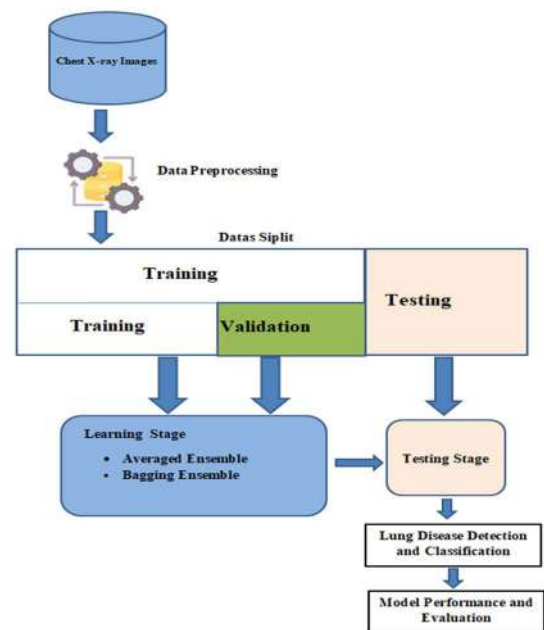 Chest X-ray Images
Data Preprocessing
Datas Siplit
Training
Testing
Training
Validation
Learning Stage
• Averaged Ensemble
• Bagging Ensemble
Testing Stage
Lung Disease Detection
and Classification
Model Performance and
Evaluation